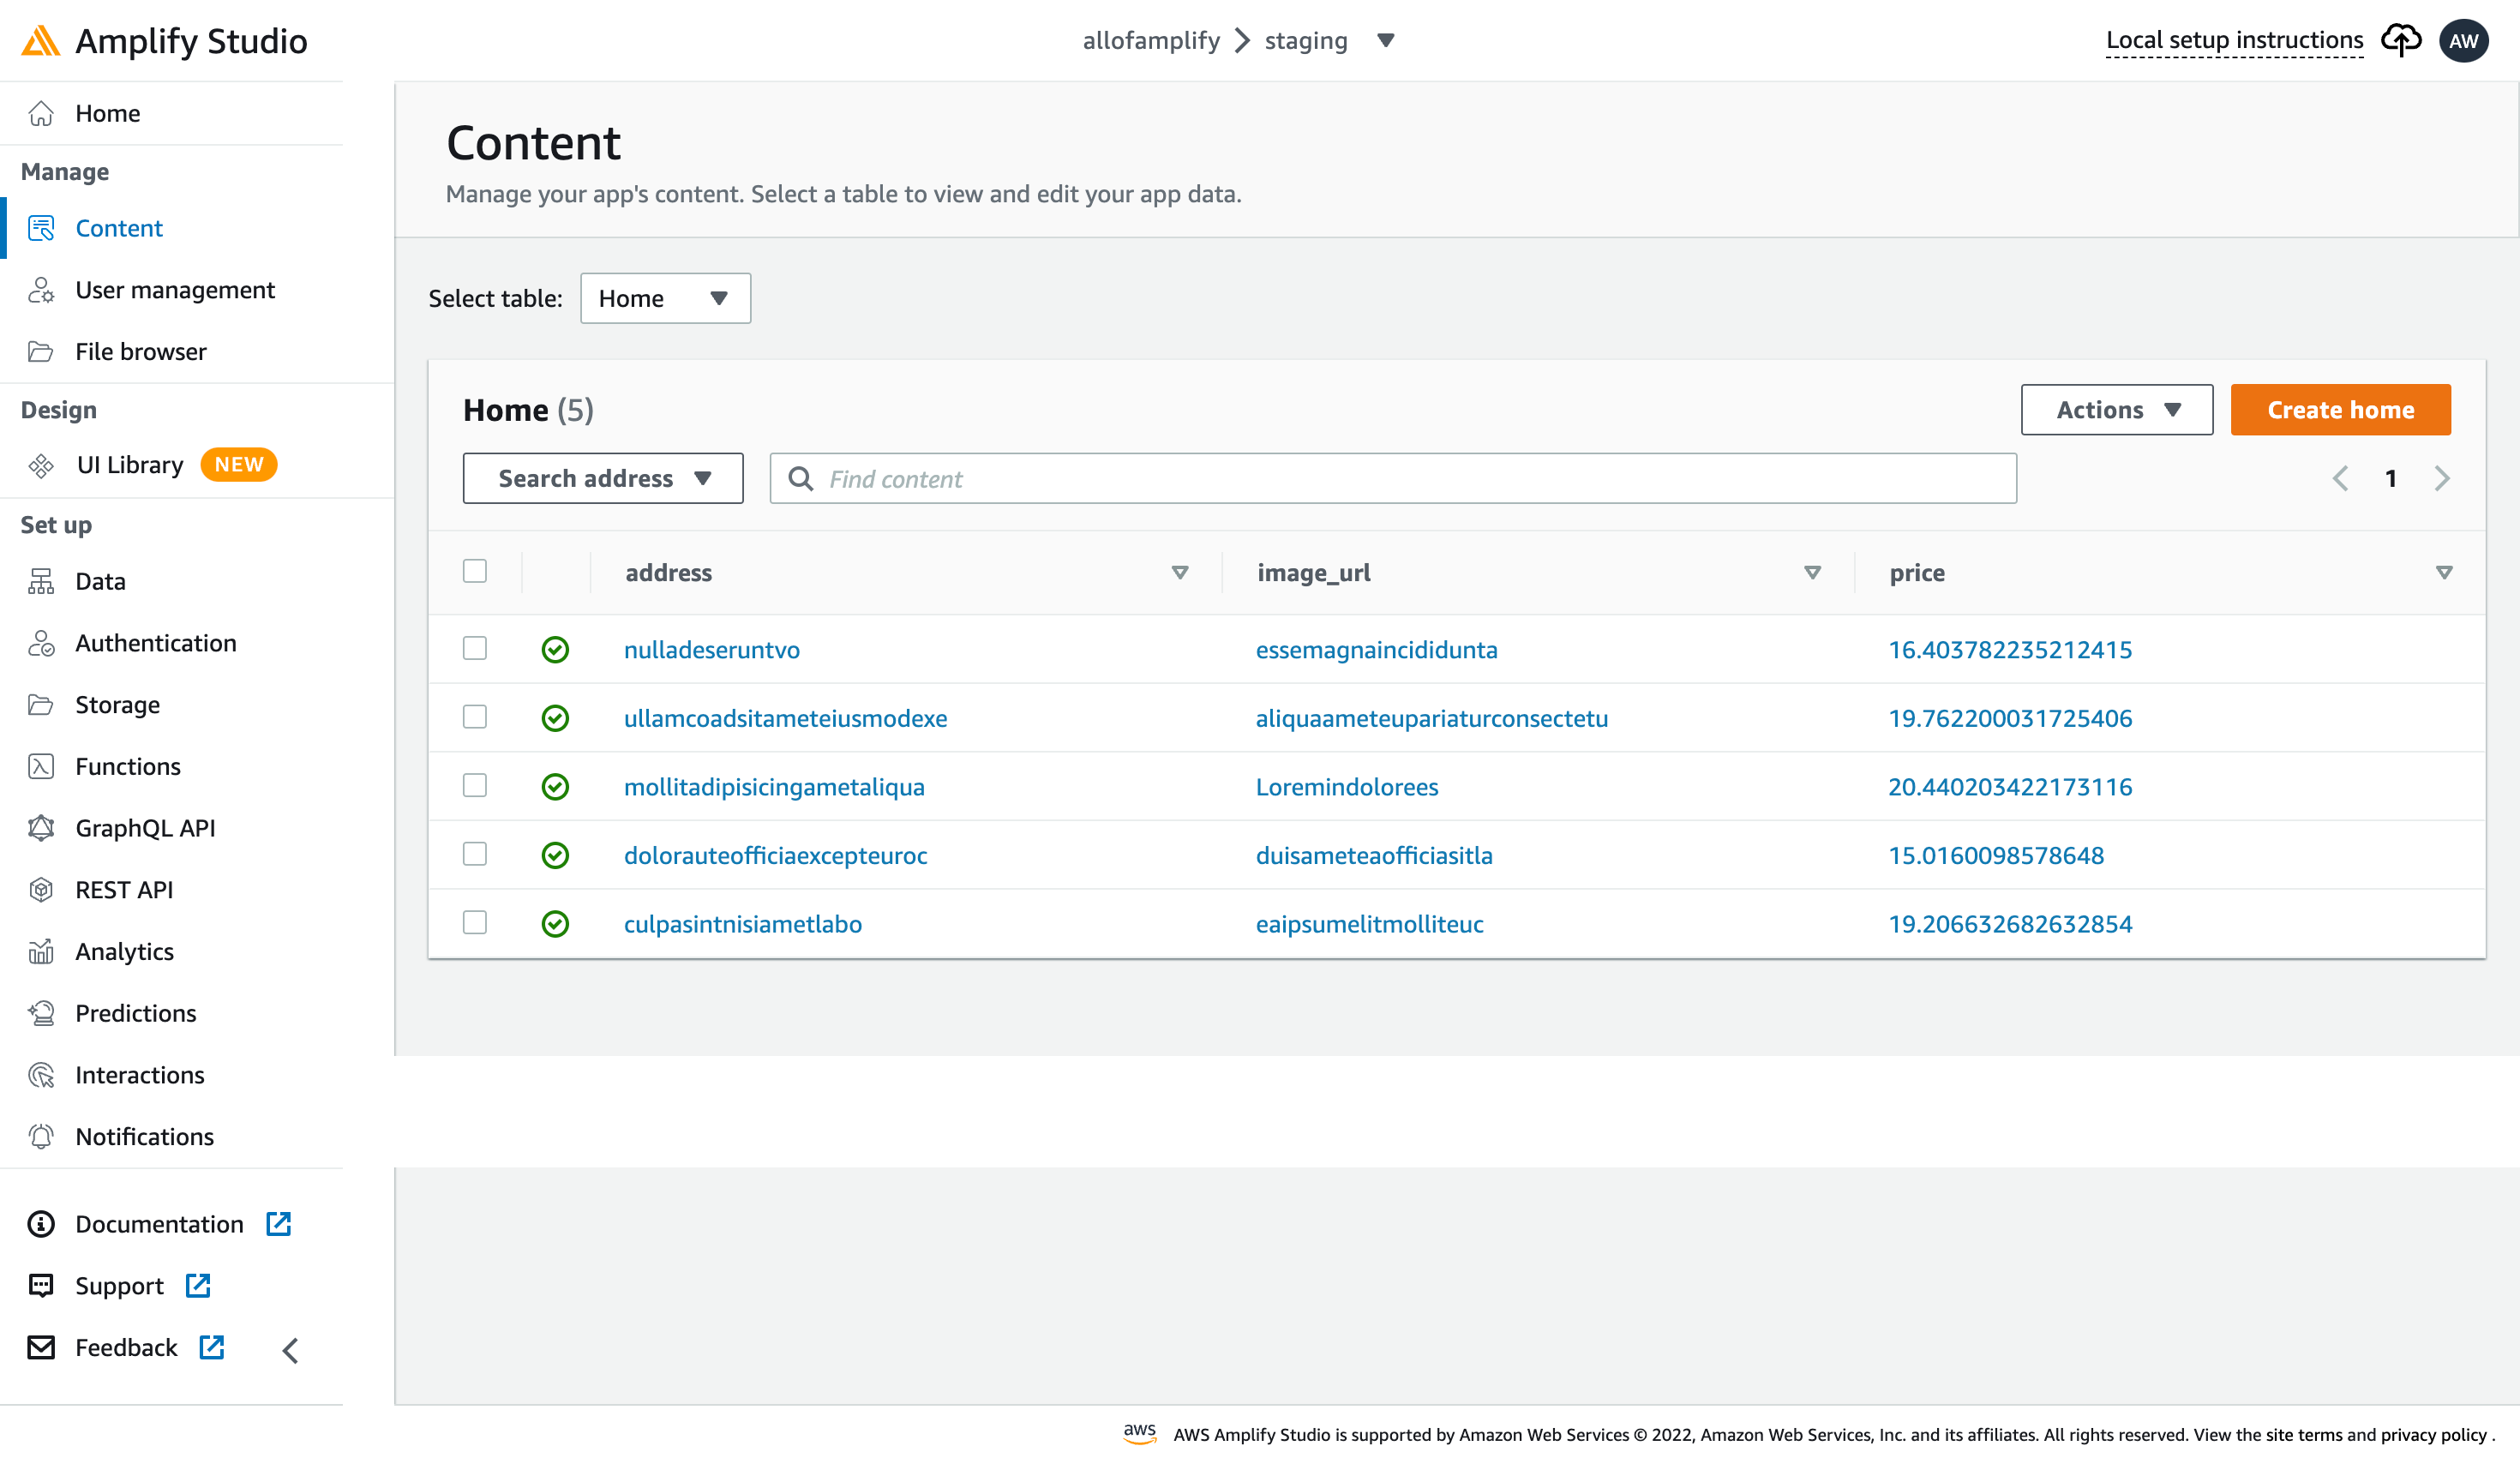 Amplify Studio
allofamplify
staging
Local setup instructions
AW
Home
Manage
Content
User management
File browser
Design
UI Library NEW
Set up
Data
Authentication
Storage
Functions
GraphQL API
REST API
Analytics
Predictions
Interactions
Notifications
Documentation
Support
Feedback
Content
Manage your app's content. Select a table to view and edit your app data.
Select table: Home
Home (5)
Actions
Create home
Search address
Find content
1
address image_url price
nulladeseruntvo essemagnaincididunta 16.403782235212415
ullamcoadsitameteiusmodexe aliquaameteupariaturconsectetu 19.762200031725406
mollitadipisicingametaliqua Loremindolorees 20.440203422173116
dolorauteofficiaexcepteuroc duisameteaofficiasitla 15.0160098578648
culpasintnisiametlabo eaipsumelitmolliteuc 19.206632682632854
aws AWS Amplify Studio is supported by Amazon Web Services © 2022, Amazon Web Services, Inc. and its affiliates. All rights reserved. View the site terms and privacy policy .